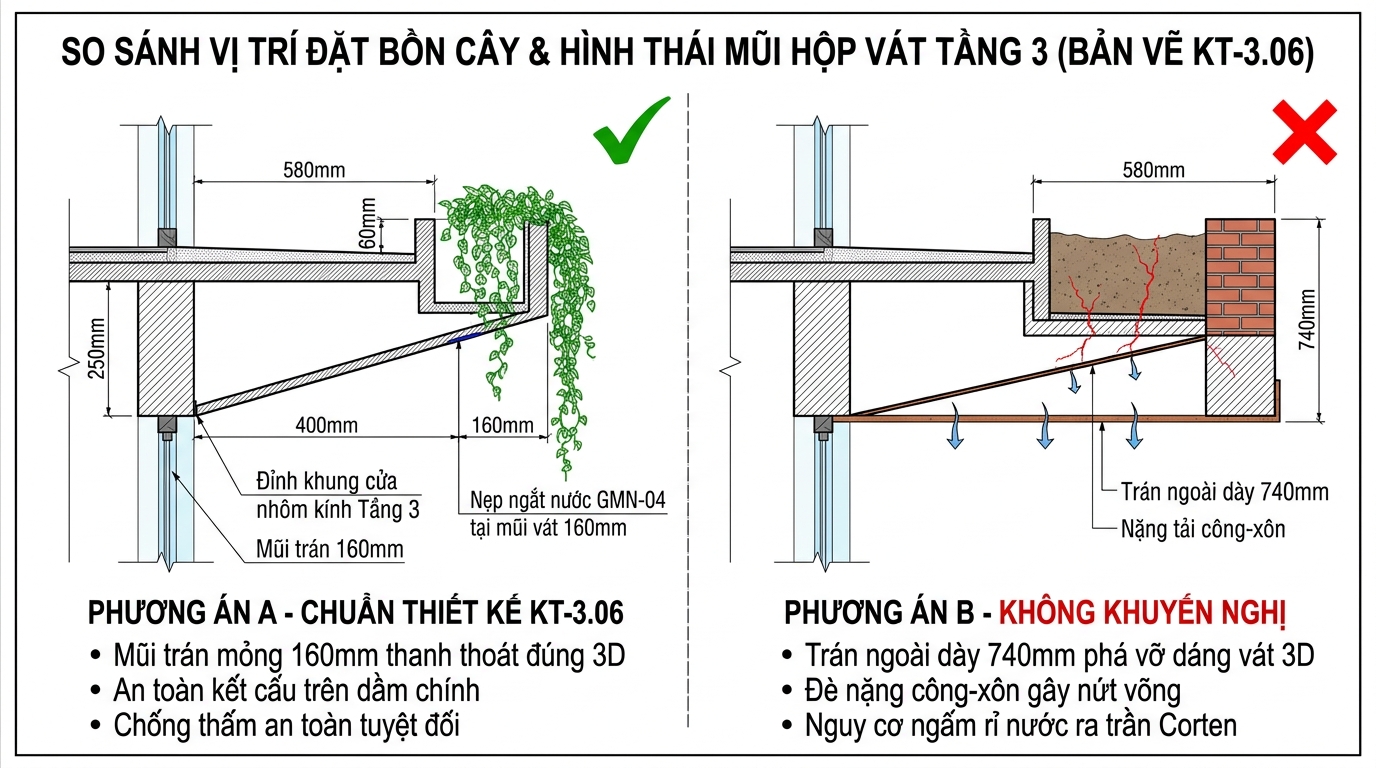 SO SÁNH VỊ TRÍ ĐẶT BỒN CÂY & HÌNH THÁI MŨI HỘP VÁT TẦNG 3 (BẢN VẼ KT-3.06)
580mm
60mm
250mm
400mm
160mm
Đỉnh khung cửa
nhôm kính Tầng 3
Mũi trán 160mm
Nẹp ngắt nước GMN-04
tại mũi vát 160mm
PHƯƠNG ÁN A - CHUẨN THIẾT KẾ KT-3.06
• Mũi trán mỏng 160mm thanh thoát đúng 3D
• An toàn kết cấu trên dầm chính
• Chống thấm an toàn tuyệt đối
580mm
740mm
Trán ngoài dày 740mm
Nặng tải công-xôn
PHƯƠNG ÁN B - KHÔNG KHUYẾN NGHỊ
• Trán ngoài dày 740mm phá vỡ dáng vát 3D
• Đè nặng công-xôn gây nứt võng
• Nguy cơ ngấm rỉ nước ra trần Corten